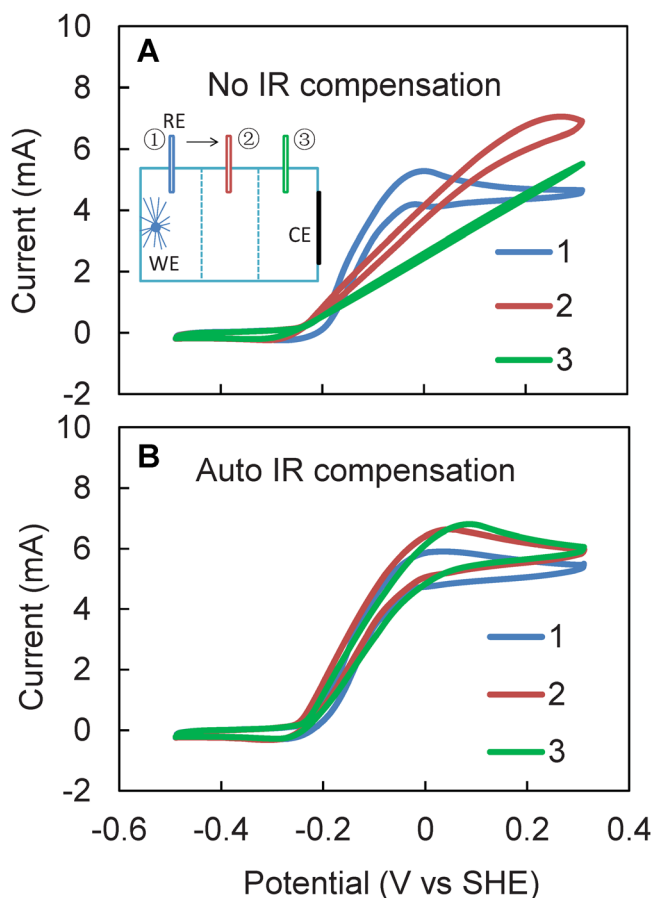 A
No IR compensation
RE
① → ② ③
WE
CE
1
2
3
10
8
6
4
2
0
-2
Current (mA)
B
Auto IR compensation
1
2
3
10
8
6
4
2
0
-2
Current (mA)
-0.6 -0.4 -0.2 0 0.2 0.4
Potential (V vs SHE)